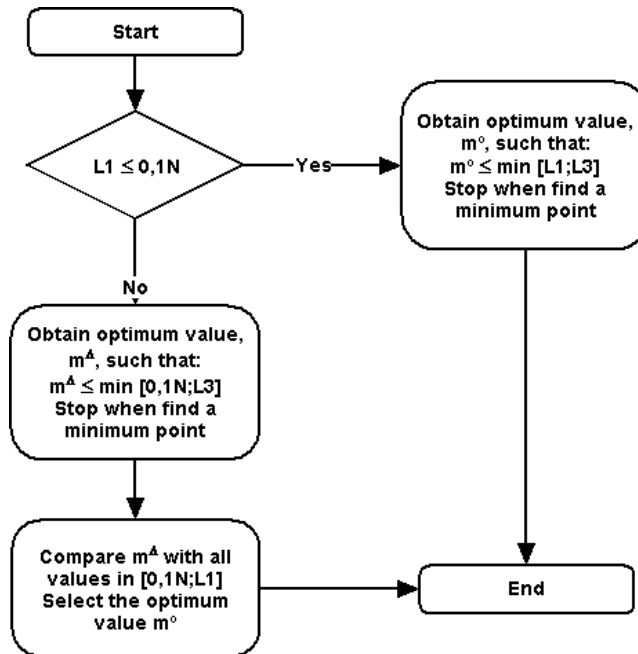 Start
L1 ≤ 0,1N
Yes
Obtain optimum value,
m°, such that:
m° ≤ min [L1;L3]
Stop when find a
minimum point
No
Obtain optimum value,
m^Δ, such that:
m^Δ ≤ min [0,1N;L3]
Stop when find a
minimum point
Compare m^Δ with all
values in [0,1N;L1]
Select the optimum
value m°
End